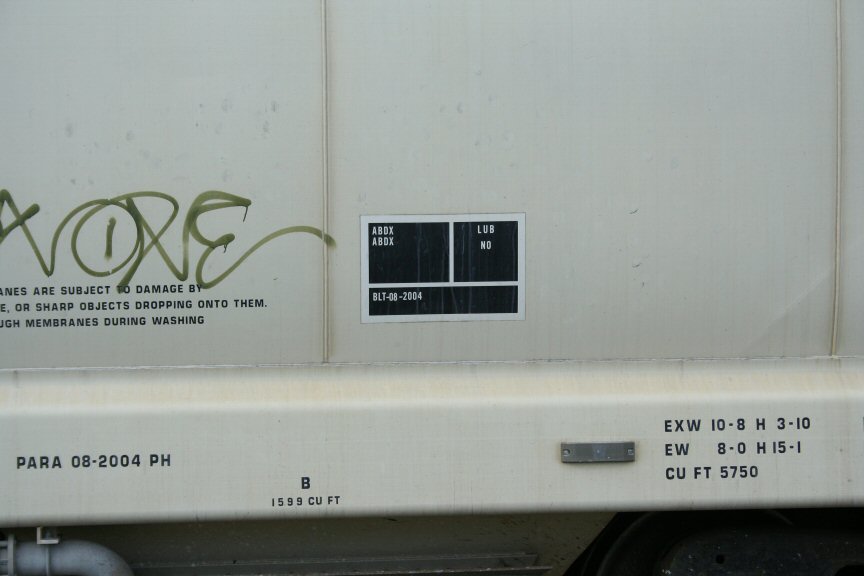 ANES ARE SUBJECT TO DAMAGE BY
E, OR SHARP OBJECTS DROPPING ONTO THEM.
UGH MEMBRANES DURING WASHING
ABDX
ABDX
LUB
NO
BLT-08-2004
PARA 08-2004 PH
B
1599 CU FT
EXW 10-8 H 3-10
EW 8-0 H 15-1
CU FT 5750